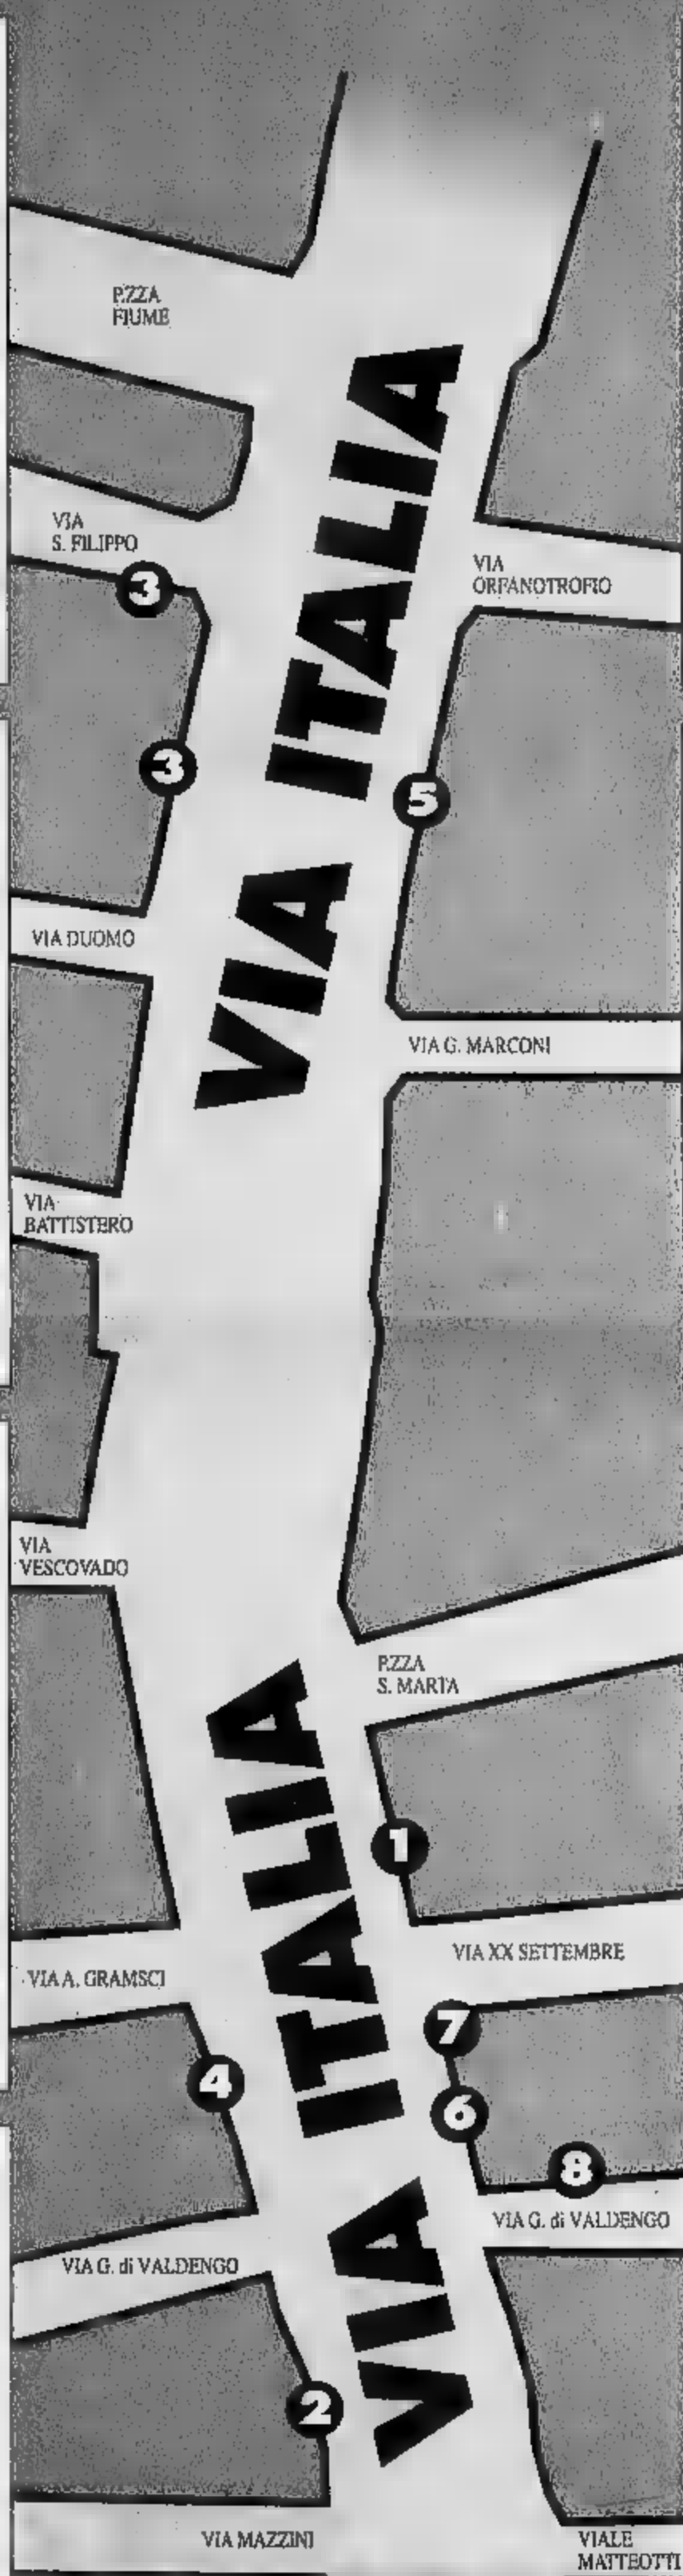 P.ZZA
FIUME
VIA
S. FILIPPO
3
VIA
ORFANOTROFIO
VIA ITALIA
3
5
VIA DUOMO
VIA G. MARCONI
VIA
BATTISTERO
VIA
VESCOVADO
P.ZZA
S. MARTA
1
VIA ITALIA
VIA XX SETTEMBRE
VIA A. GRAMSCI
7
4
6
8
VIA G. di VALDENGO
VIA G. di VALDENGO
2
VIA MAZZINI
VIALE
MATTEOTTI